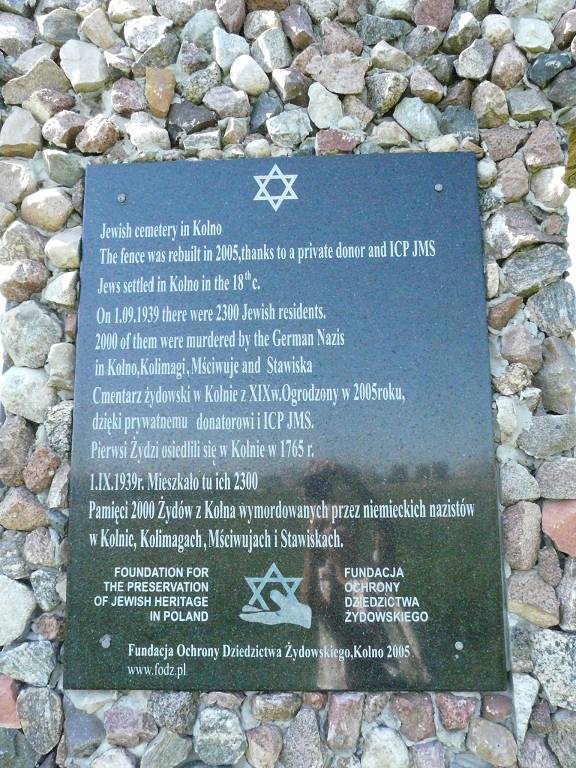 Jewish cemetery in Kolno
The fence was rebuilt in 2005,thanks to a private donor and ICP JMS
Jews settled in Kolno in the 18th c.
On 1.09.1939 there were 2300 Jewish residents.
2000 of them were murdered by the German Nazis
in Kolno,Kolimagi,Mściwuje and Stawiska
Cmentarz żydowski w Kolnie z XIXw.Ogrodzony w 2005roku,
dzięki prywatnemu donatorowi i ICP JMS.
Pierwsi Żydzi osiedlili się w Kolnie w 1765 r.
1.IX.1939r. Mieszkało tu ich 2300
Pamięci 2000 Żydów z Kolna wymordowanych przez niemieckich nazistów
w Kolnie, Kolimagach, Mściwujach i Stawiskach.
FOUNDATION FOR
THE PRESERVATION
OF JEWISH HERITAGE
IN POLAND
FUNDACJA
OCHRONY
DZIEDZICTWA
ŻYDOWSKIEGO
Fundacja Ochrony Dziedzictwa Żydowskiego,Kolno 2005
www.fodz.pl